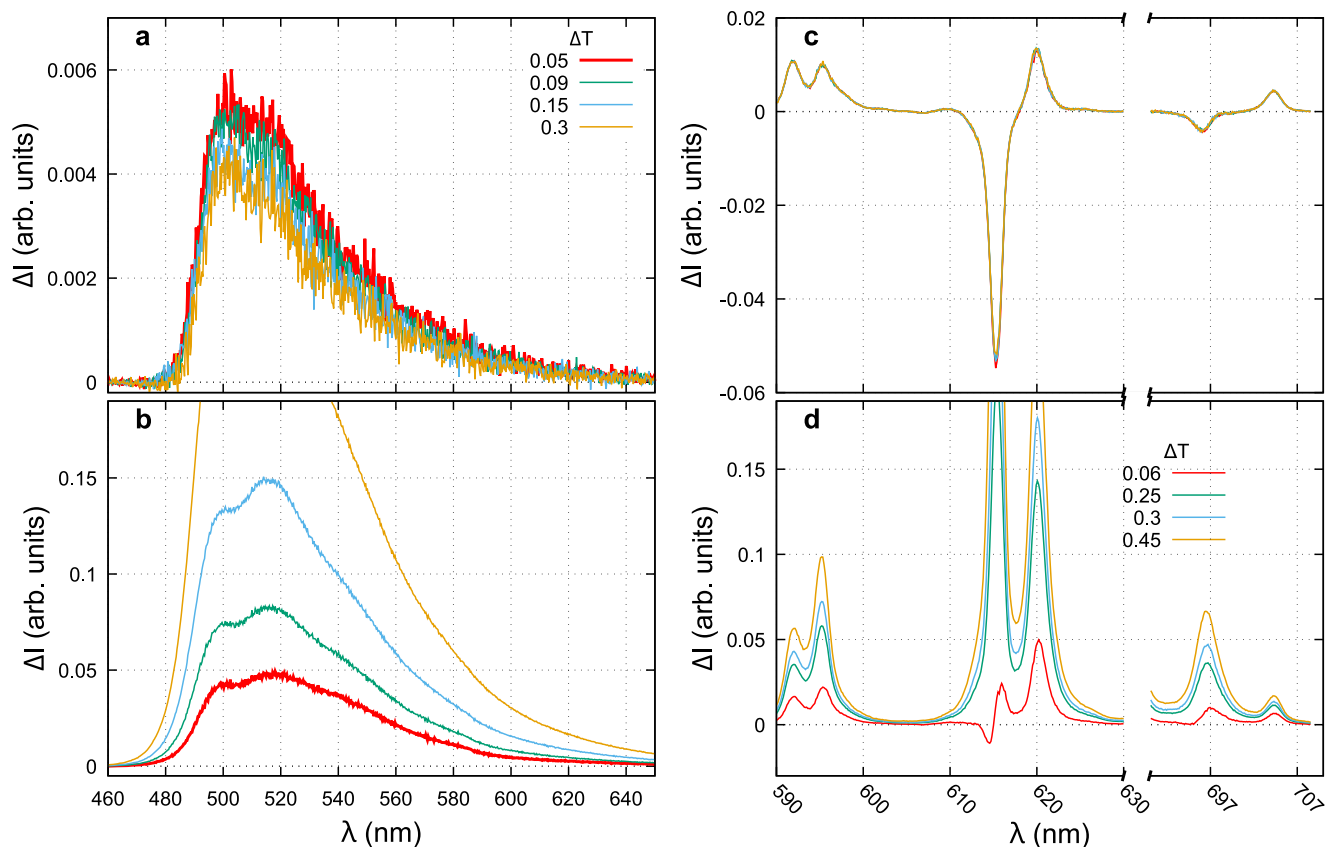 a
ΔT
0.05
0.09
0.15
0.3
0.006
0.004
0.002
0
ΔI (arb. units)
b
0.15
0.1
0.05
0
ΔI (arb. units)
460 480 500 520 540 560 580 600 620 640
λ (nm)
c
0.02
0
-0.02
-0.04
-0.06
ΔI (arb. units)
d
ΔT
0.06
0.25
0.3
0.45
0.15
0.1
0.05
0
ΔI (arb. units)
590 600 610 620 630 697 707
λ (nm)